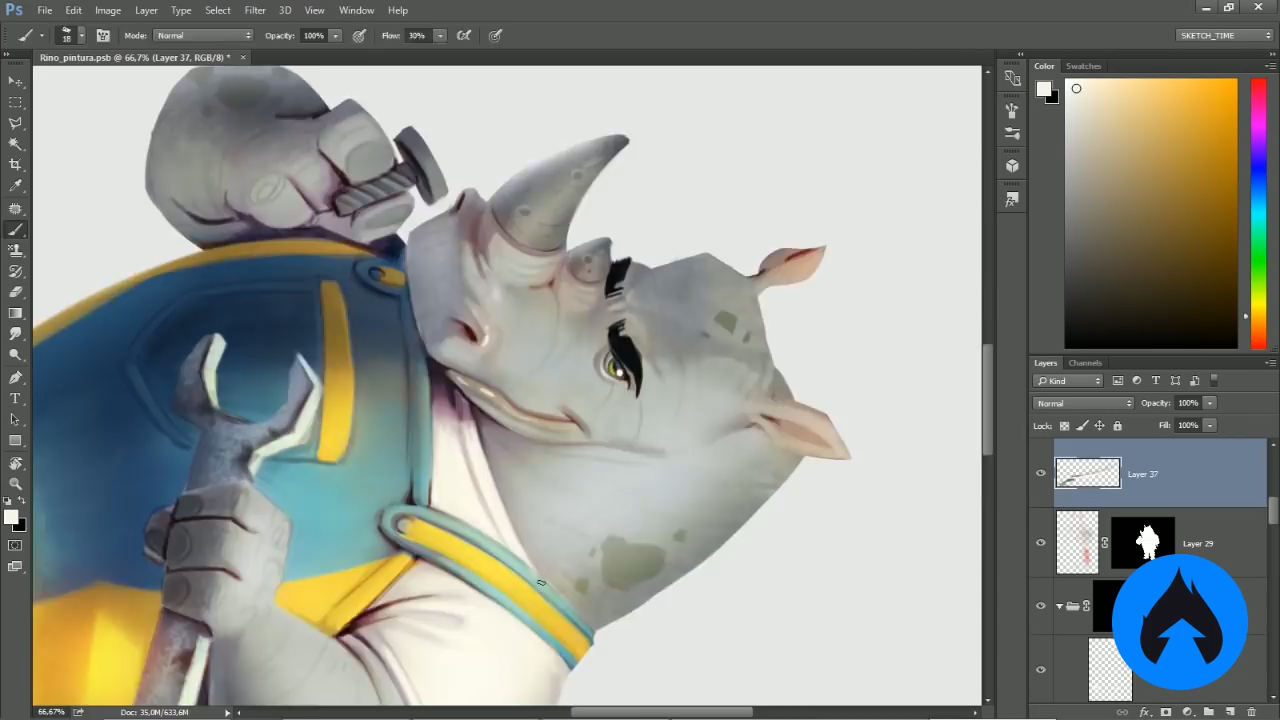 Ps File Edit Image Layer Type Select Filter 3D View Window Help
18 Mode: Normal Opacity: 100% Flow: 30% SKETCH_TIME
Rino_pintura.psb @ 66,7% (Layer 37, RGB/8) * ×
Color Swatches
Layers Channels
Kind
Normal Opacity: 100%
Lock: Fill: 100%
Layer 37
Layer 29
66,67% Doc: 35,0M/633,6M
fx